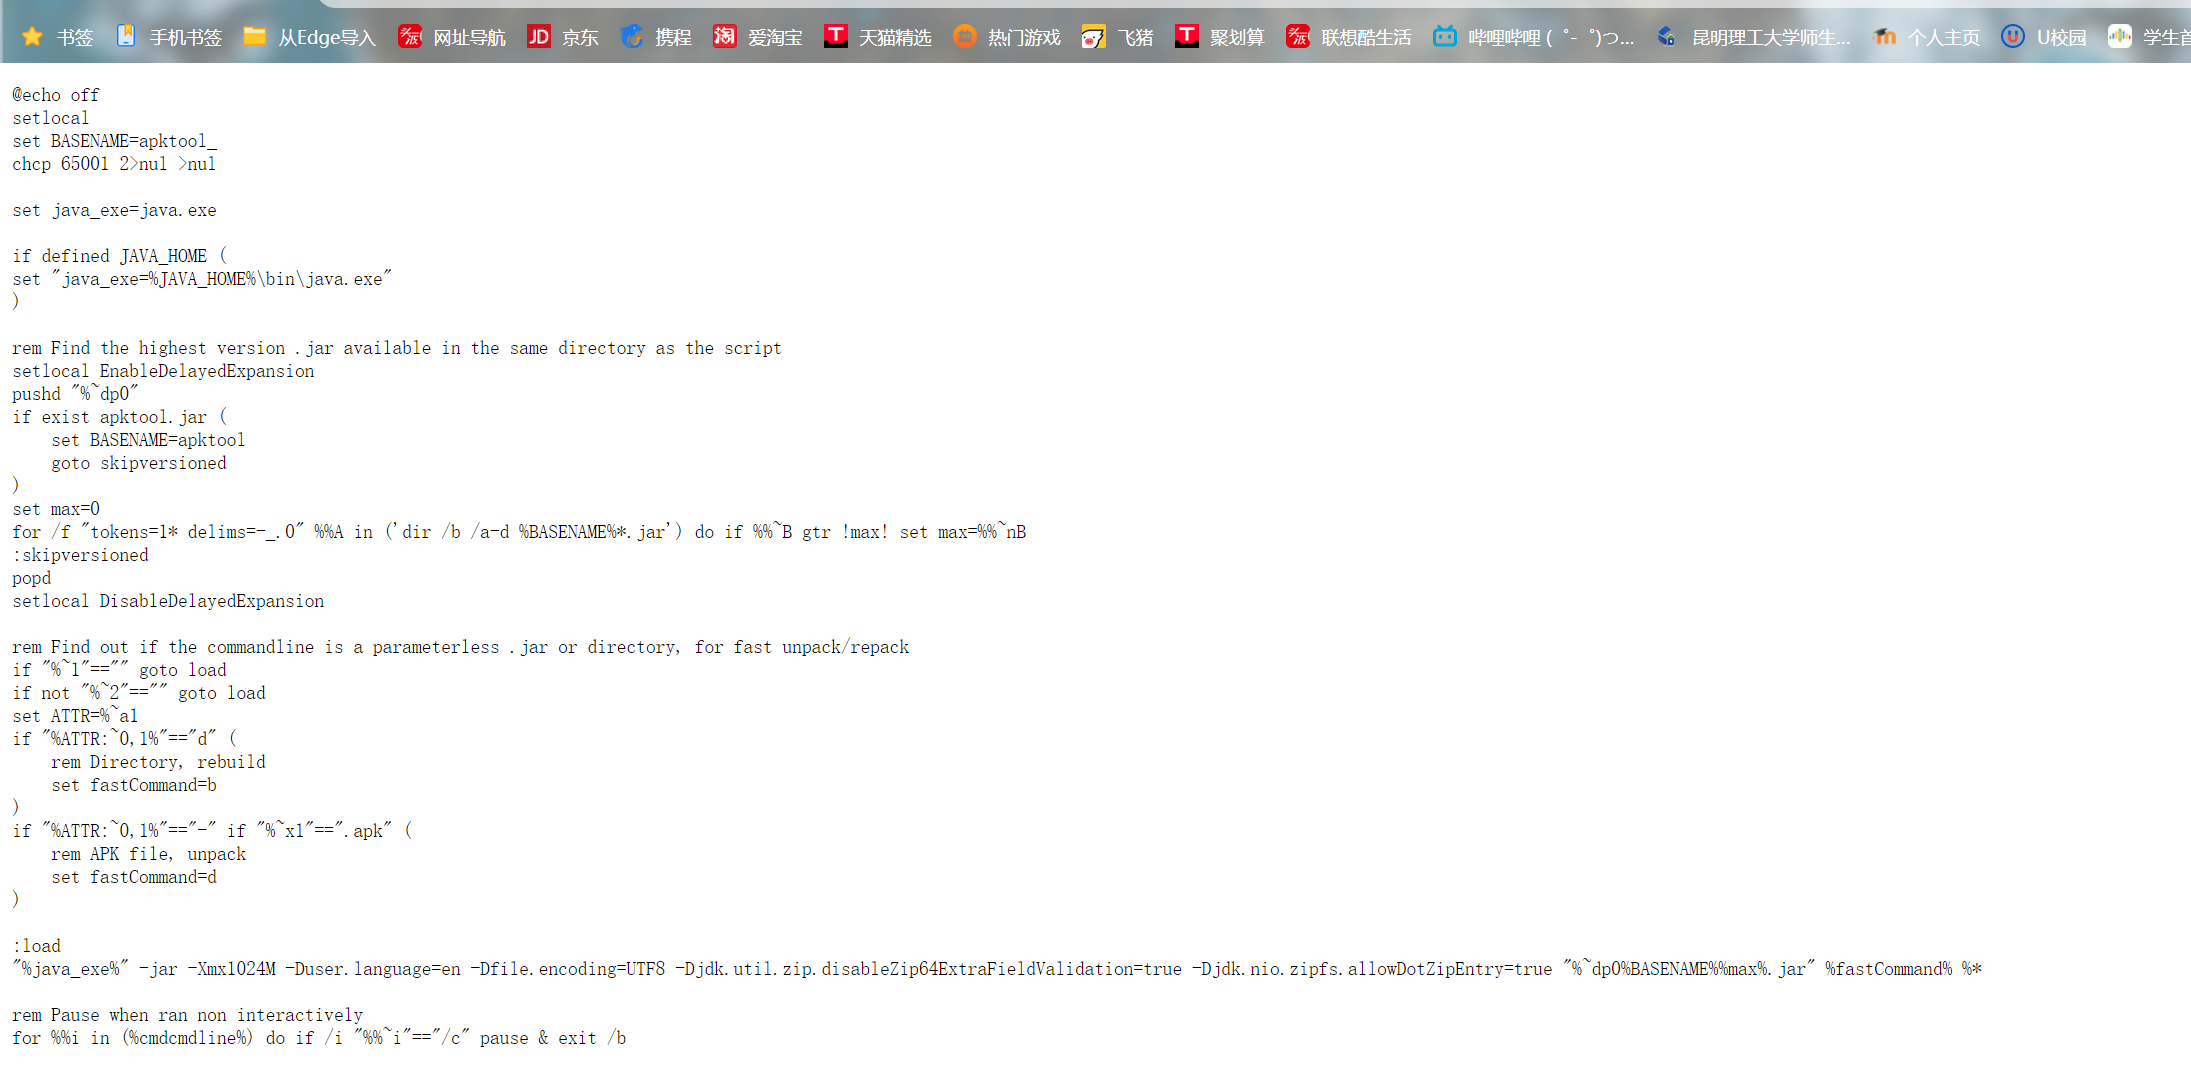 书签 手机书签 从Edge导入 网址导航 JD 京东 携程 淘 爱淘宝 T 天猫精选 热门游戏 飞猪 T 聚划算 联想酷生活 哔哩哔哩 ( ゜- ゜)つ... 昆明理工大学师生... 个人主页 U校园 学生首
@echo off
setlocal
set BASENAME=apktool_
chcp 65001 2>nul >nul
set java_exe=java.exe
if defined JAVA_HOME (
set "java_exe=%JAVA_HOME%\bin\java.exe"
)
rem Find the highest version .jar available in the same directory as the script
setlocal EnableDelayedExpansion
pushd "%~dp0"
if exist apktool.jar (
    set BASENAME=apktool
    goto skipversioned
)
set max=0
for /f "tokens=1* delims=-_.0" %%A in ('dir /b /a-d %BASENAME%*.jar') do if %%~B gtr !max! set max=%%~nB
:skipversioned
popd
setlocal DisableDelayedExpansion
rem Find out if the commandline is a parameterless .jar or directory, for fast unpack/repack
if "%~1"=="" goto load
if not "%~2"=="" goto load
set ATTR=%~a1
if "%ATTR:~0,1%"=="d" (
    rem Directory, rebuild
    set fastCommand=b
)
if "%ATTR:~0,1%"=="-" if "%~x1"==".apk" (
    rem APK file, unpack
    set fastCommand=d
)
:load
"%java_exe%" -jar -Xmx1024M -Duser.language=en -Dfile.encoding=UTF8 -Djdk.util.zip.disableZip64ExtraFieldValidation=true -Djdk.nio.zipfs.allowDotZipEntry=true "%~dp0%BASENAME%%max%.jar" %fastCommand% %*
rem Pause when ran non interactively
for %%i in (%cmdcmdline%) do if /i "%%~i"=="/c" pause & exit /b